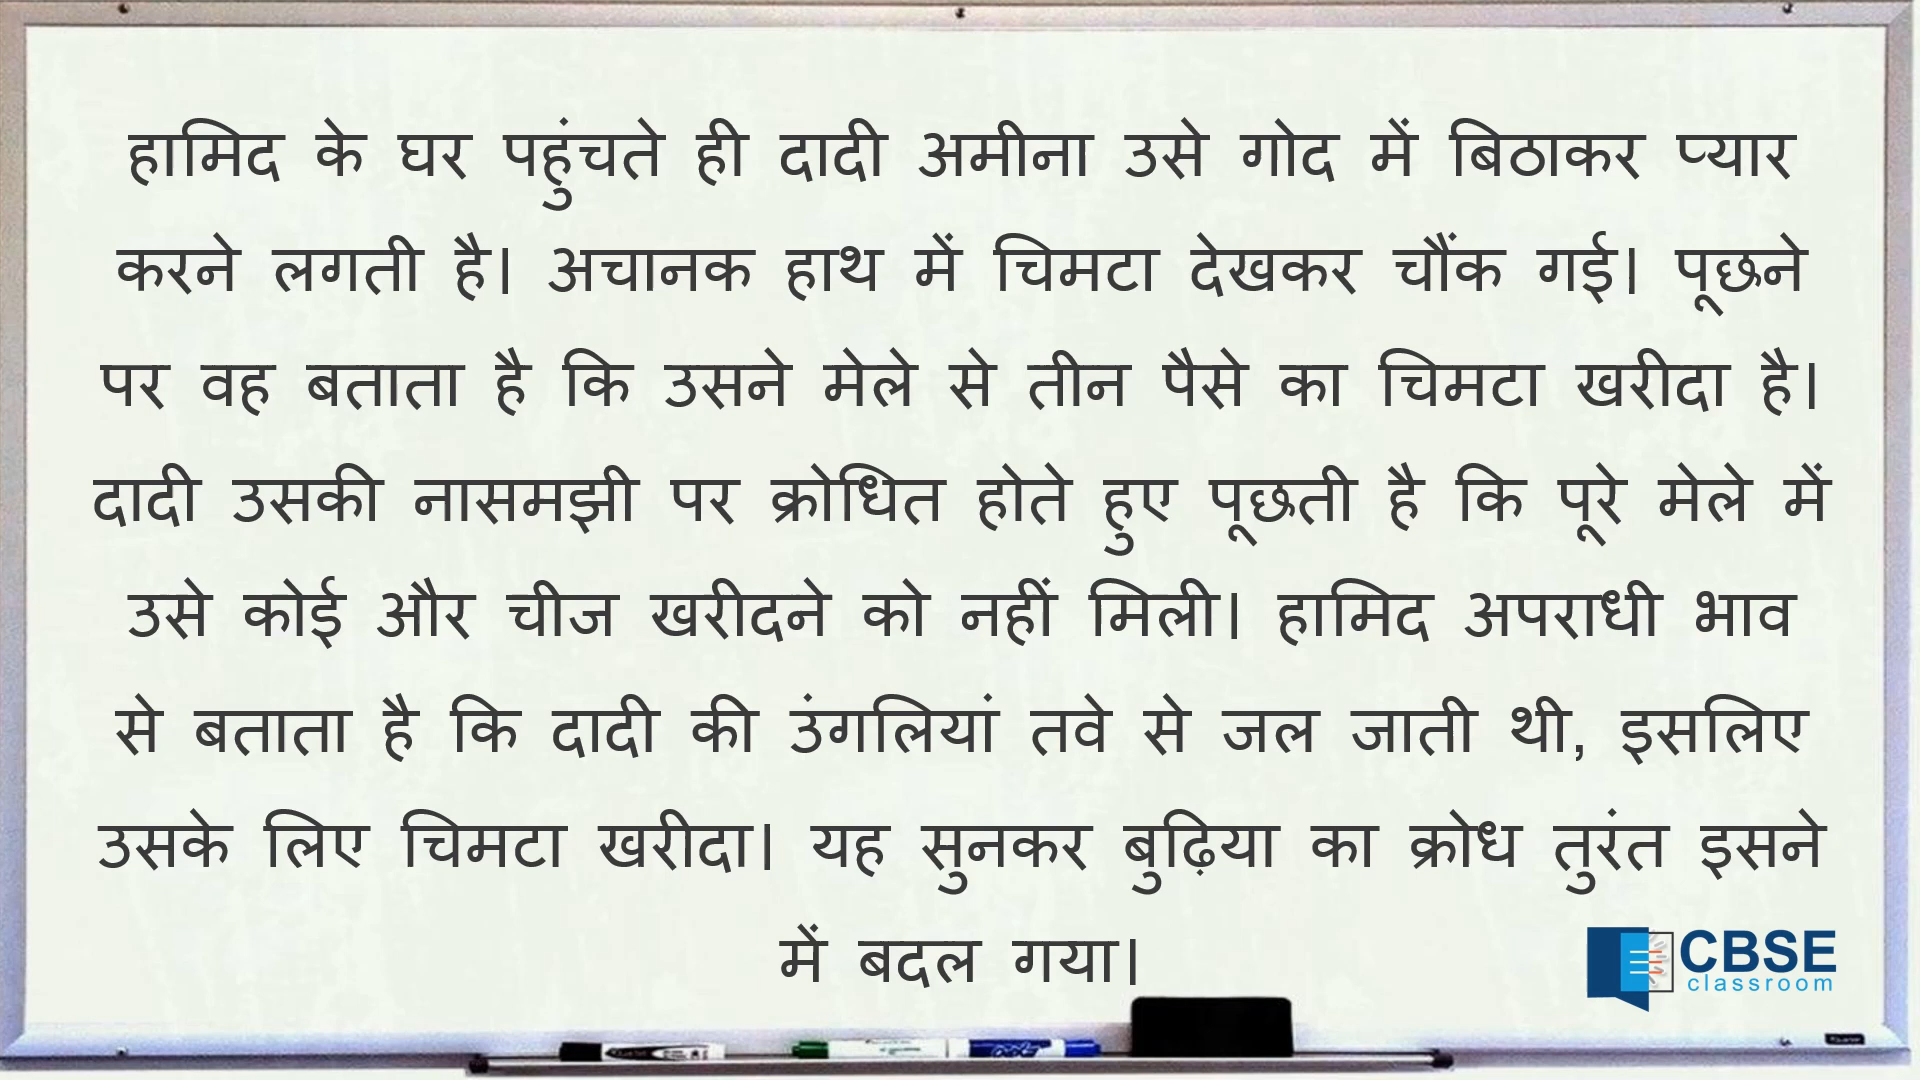 हामिद के घर पहुंचते ही दादी अमीना उसे गोद में बिठाकर प्यार
करने लगती है। अचानक हाथ में चिमटा देखकर चौंक गई। पूछने
पर वह बताता है कि उसने मेले से तीन पैसे का चिमटा खरीदा है।
दादी उसकी नासमझी पर क्रोधित होते हुए पूछती है कि पूरे मेले में
उसे कोई और चीज खरीदने को नहीं मिली। हामिद अपराधी भाव
से बताता है कि दादी की उंगलियां तवे से जल जाती थी, इसलिए
उसके लिए चिमटा खरीदा। यह सुनकर बुढ़िया का क्रोध तुरंत इसने
में बदल गया।
CBSE
classroom